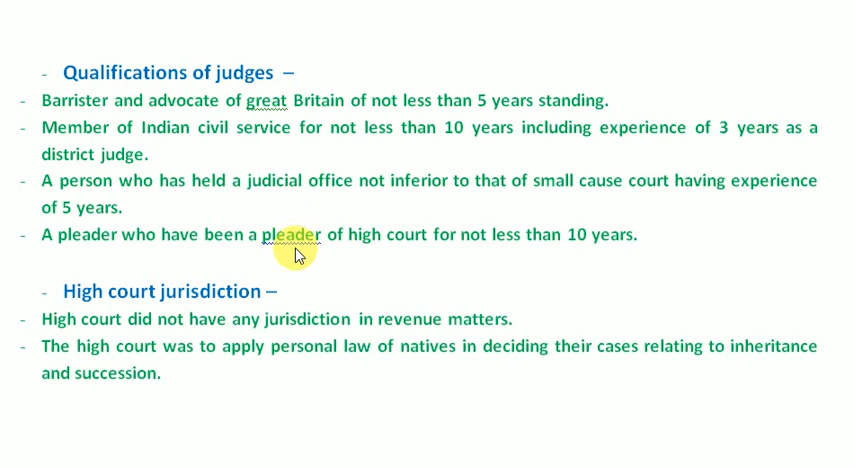 - Qualifications of judges –
- Barrister and advocate of great Britain of not less than 5 years standing.
- Member of Indian civil service for not less than 10 years including experience of 3 years as a
district judge.
- A person who has held a judicial office not inferior to that of small cause court having experience
of 5 years.
- A pleader who have been a pleader of high court for not less than 10 years.
- High court jurisdiction –
- High court did not have any jurisdiction in revenue matters.
- The high court was to apply personal law of natives in deciding their cases relating to inheritance
and succession.